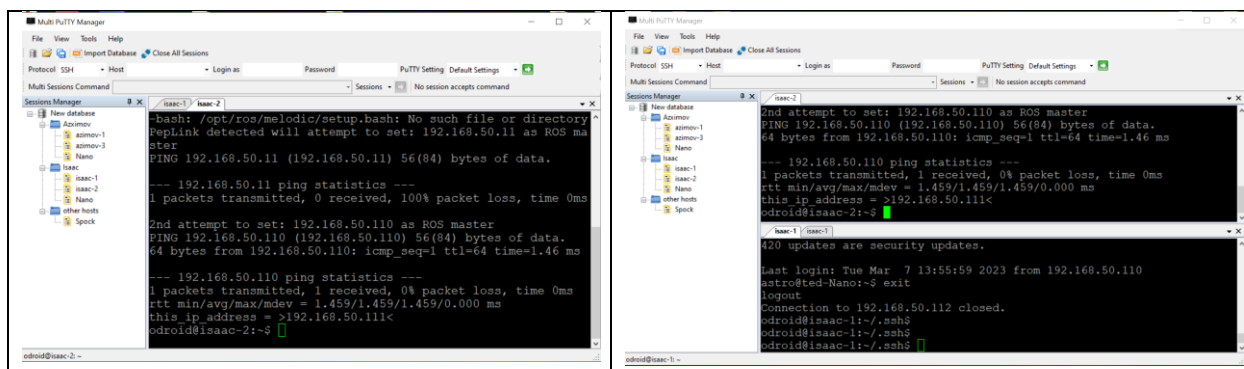 Multi PuTTY Manager
File View Tools Help
Import Database Close All Sessions
Protocol SSH Host Login as Password PuTTY Setting Default Settings
Multi Sessions Command Sessions No session accepts command
Sessions Manager
New database
Azximov
azimov-1
azimov-3
Nano
Isaac
isaac-1
isaac-2
Nano
other hosts
Spock
isaac-1 isaac-2
-bash: /opt/ros/melodic/setup.bash: No such file or directory
PepLink detected will attempt to set: 192.168.50.11 as ROS ma
ster
PING 192.168.50.11 (192.168.50.11) 56(84) bytes of data.
--- 192.168.50.11 ping statistics ---
1 packets transmitted, 0 received, 100% packet loss, time 0ms
2nd attempt to set: 192.168.50.110 as ROS master
PING 192.168.50.110 (192.168.50.110) 56(84) bytes of data.
64 bytes from 192.168.50.110: icmp_seq=1 ttl=64 time=1.46 ms
--- 192.168.50.110 ping statistics ---
1 packets transmitted, 1 received, 0% packet loss, time 0ms
rtt min/avg/max/mdev = 1.459/1.459/1.459/0.000 ms
this_ip_address = >192.168.50.111<
odroid@isaac-2:~$
odroid@isaac-2: ~
Multi PuTTY Manager
File View Tools Help
Import Database Close All Sessions
Protocol SSH Host Login as Password PuTTY Setting Default Settings
Multi Sessions Command Sessions No session accepts command
Sessions Manager
New database
Azximov
azimov-1
azimov-3
Nano
Isaac
isaac-1
isaac-2
Nano
other hosts
Spock
isaac-2
2nd attempt to set: 192.168.50.110 as ROS master
PING 192.168.50.110 (192.168.50.110) 56(84) bytes of data.
64 bytes from 192.168.50.110: icmp_seq=1 ttl=64 time=1.46 ms
--- 192.168.50.110 ping statistics ---
1 packets transmitted, 1 received, 0% packet loss, time 0ms
rtt min/avg/max/mdev = 1.459/1.459/1.459/0.000 ms
this_ip_address = >192.168.50.111<
odroid@isaac-2:~$
isaac-1 isaac-1
420 updates are security updates.
Last login: Tue Mar 7 13:55:59 2023 from 192.168.50.110
astro@ted-Nano:~$ exit
logout
Connection to 192.168.50.112 closed.
odroid@isaac-1:~/.ssh$
odroid@isaac-1:~/.ssh$
odroid@isaac-1:~/.ssh$
odroid@isaac-1: ~